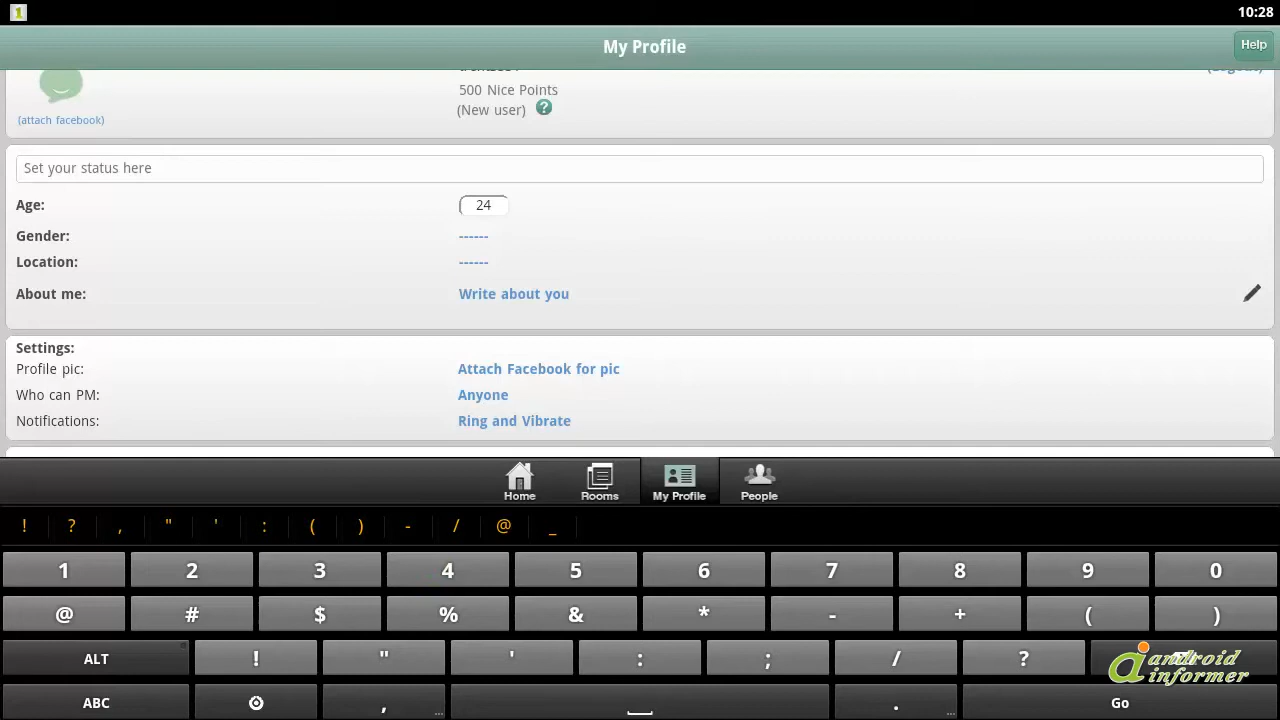 1 10:28
My Profile Help
500 Nice Points
(attach facebook) (New user) ?
Set your status here
Age: 24
Gender: ------
Location: ------
About me: Write about you
Settings:
Profile pic: Attach Facebook for pic
Who can PM: Anyone
Notifications: Ring and Vibrate
Home Rooms My Profile People
! ? , " ' : ( ) - / @ _
1 2 3 4 5 6 7 8 9 0
@ # $ % & * - + ( )
ALT ! " ' : ; / ?
android
informer
ABC , ... . ... Go